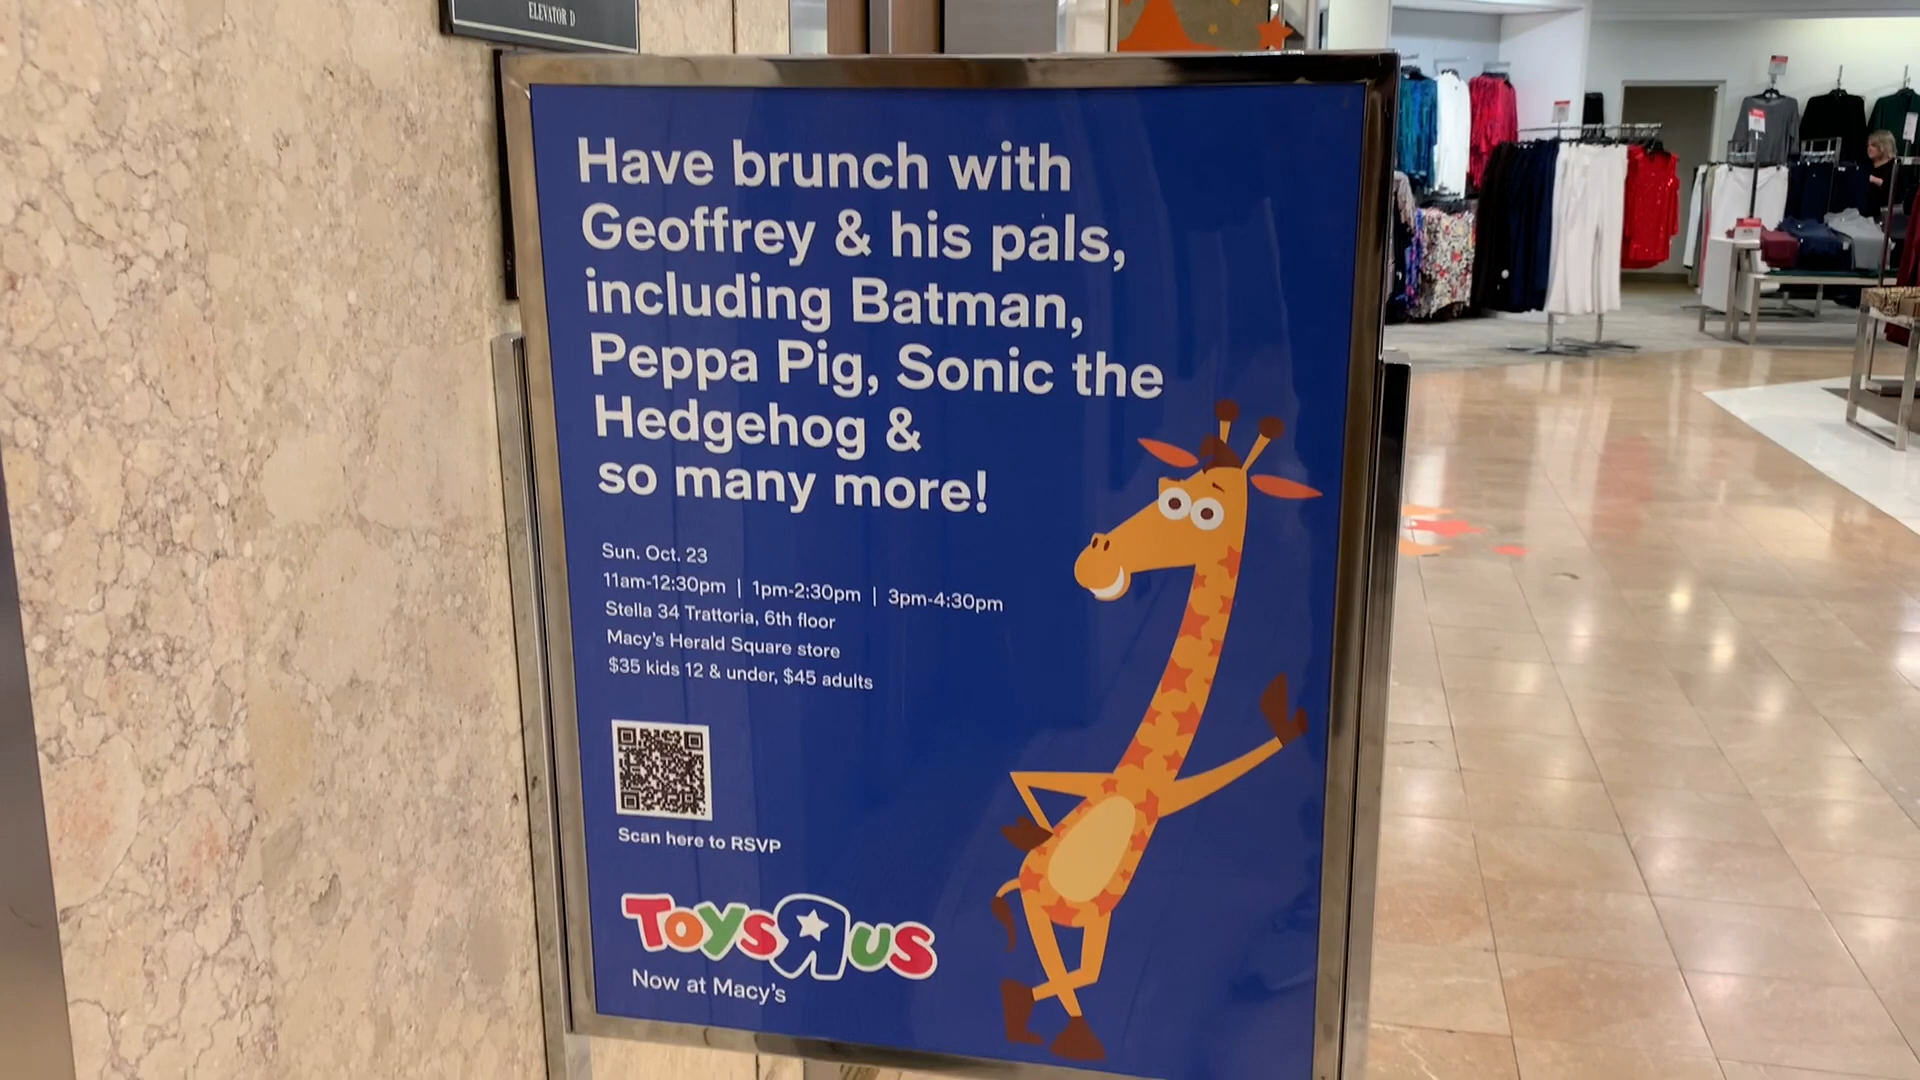 ELEVATOR D
Have brunch with
Geoffrey & his pals,
including Batman,
Peppa Pig, Sonic the
Hedgehog &
so many more!
Sun. Oct. 23
11am-12:30pm | 1pm-2:30pm | 3pm-4:30pm
Stella 34 Trattoria, 6th floor
Macy's Herald Square store
$35 kids 12 & under, $45 adults
Scan here to RSVP
ToysRus
Now at Macy's